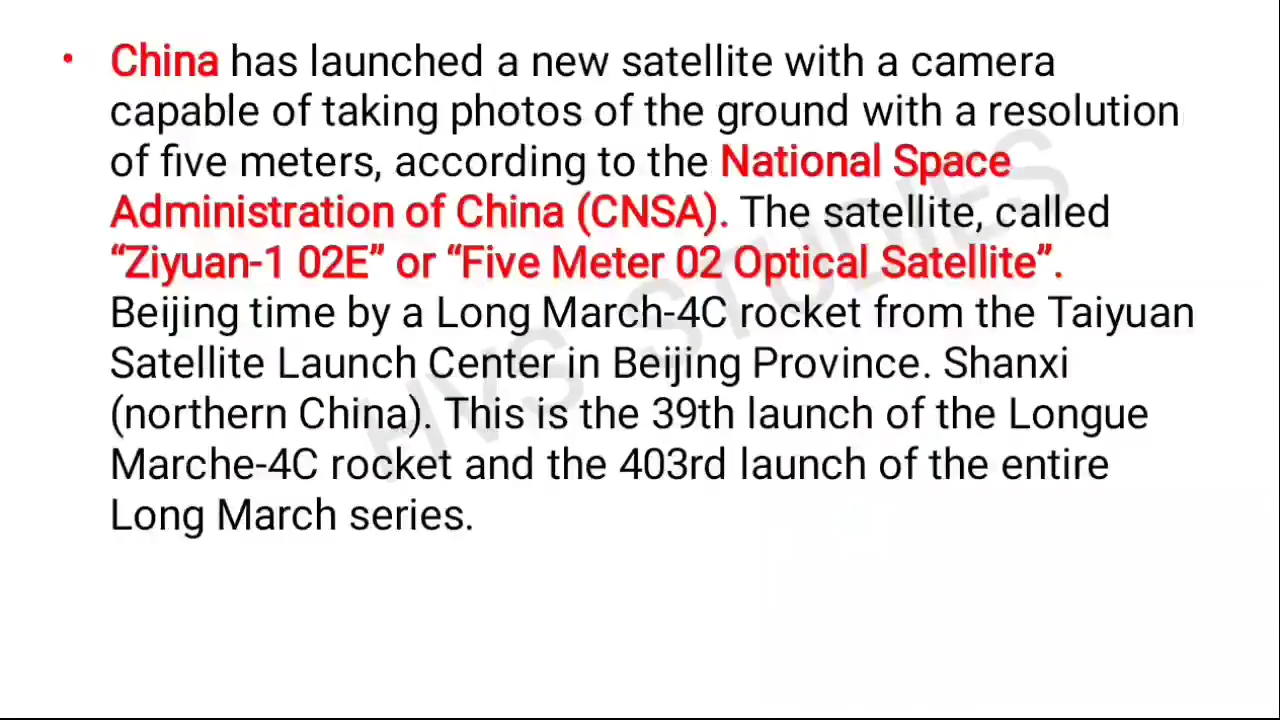 • China has launched a new satellite with a camera
capable of taking photos of the ground with a resolution
of five meters, according to the National Space
Administration of China (CNSA). The satellite, called
“Ziyuan-1 02E” or “Five Meter 02 Optical Satellite”.
Beijing time by a Long March-4C rocket from the Taiyuan
Satellite Launch Center in Beijing Province. Shanxi
(northern China). This is the 39th launch of the Longue
Marche-4C rocket and the 403rd launch of the entire
Long March series.
HVS STUDIES